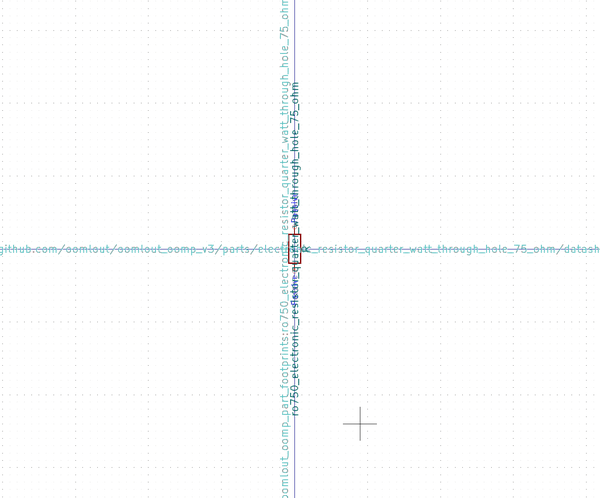 oomlout_oomp_part_footprints:ro750_electronic_resistor_quarter_watt_through_hole_75_ohm
ro750_electronic_resistor_quarter_watt_through_hole_75_ohm
github.com/oomlout/oomlout_oomp_v3/parts/electronic_resistor_quarter_watt_through_hole_75_ohm/datash